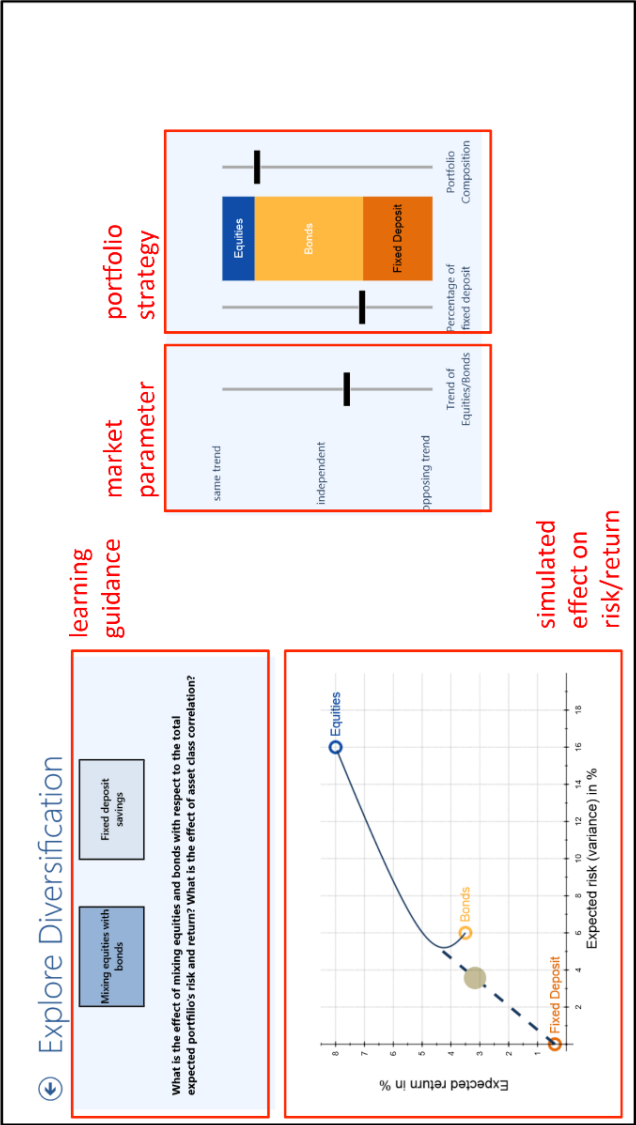 Explore Diversification
learning
guidance
Mixing equities with
bonds
Fixed deposit
savings
What is the effect of mixing equities and bonds with respect to the total
expected portfilio's risk and return? What is the effect of asset class correlation?
market
parameter
same trend
independent
opposing trend
Trend of
Equities/Bonds
portfolio
strategy
Equities
Bonds
Fixed Deposit
Percentage of
fixed deposit
Portfolio
Composition
simulated
effect on
risk/return
Expected return in %
8
7
6
5
4
3
2
1
Equities
Bonds
Fixed Deposit
2 4 6 8 10 12 14 16 18
Expected risk (variance) in %